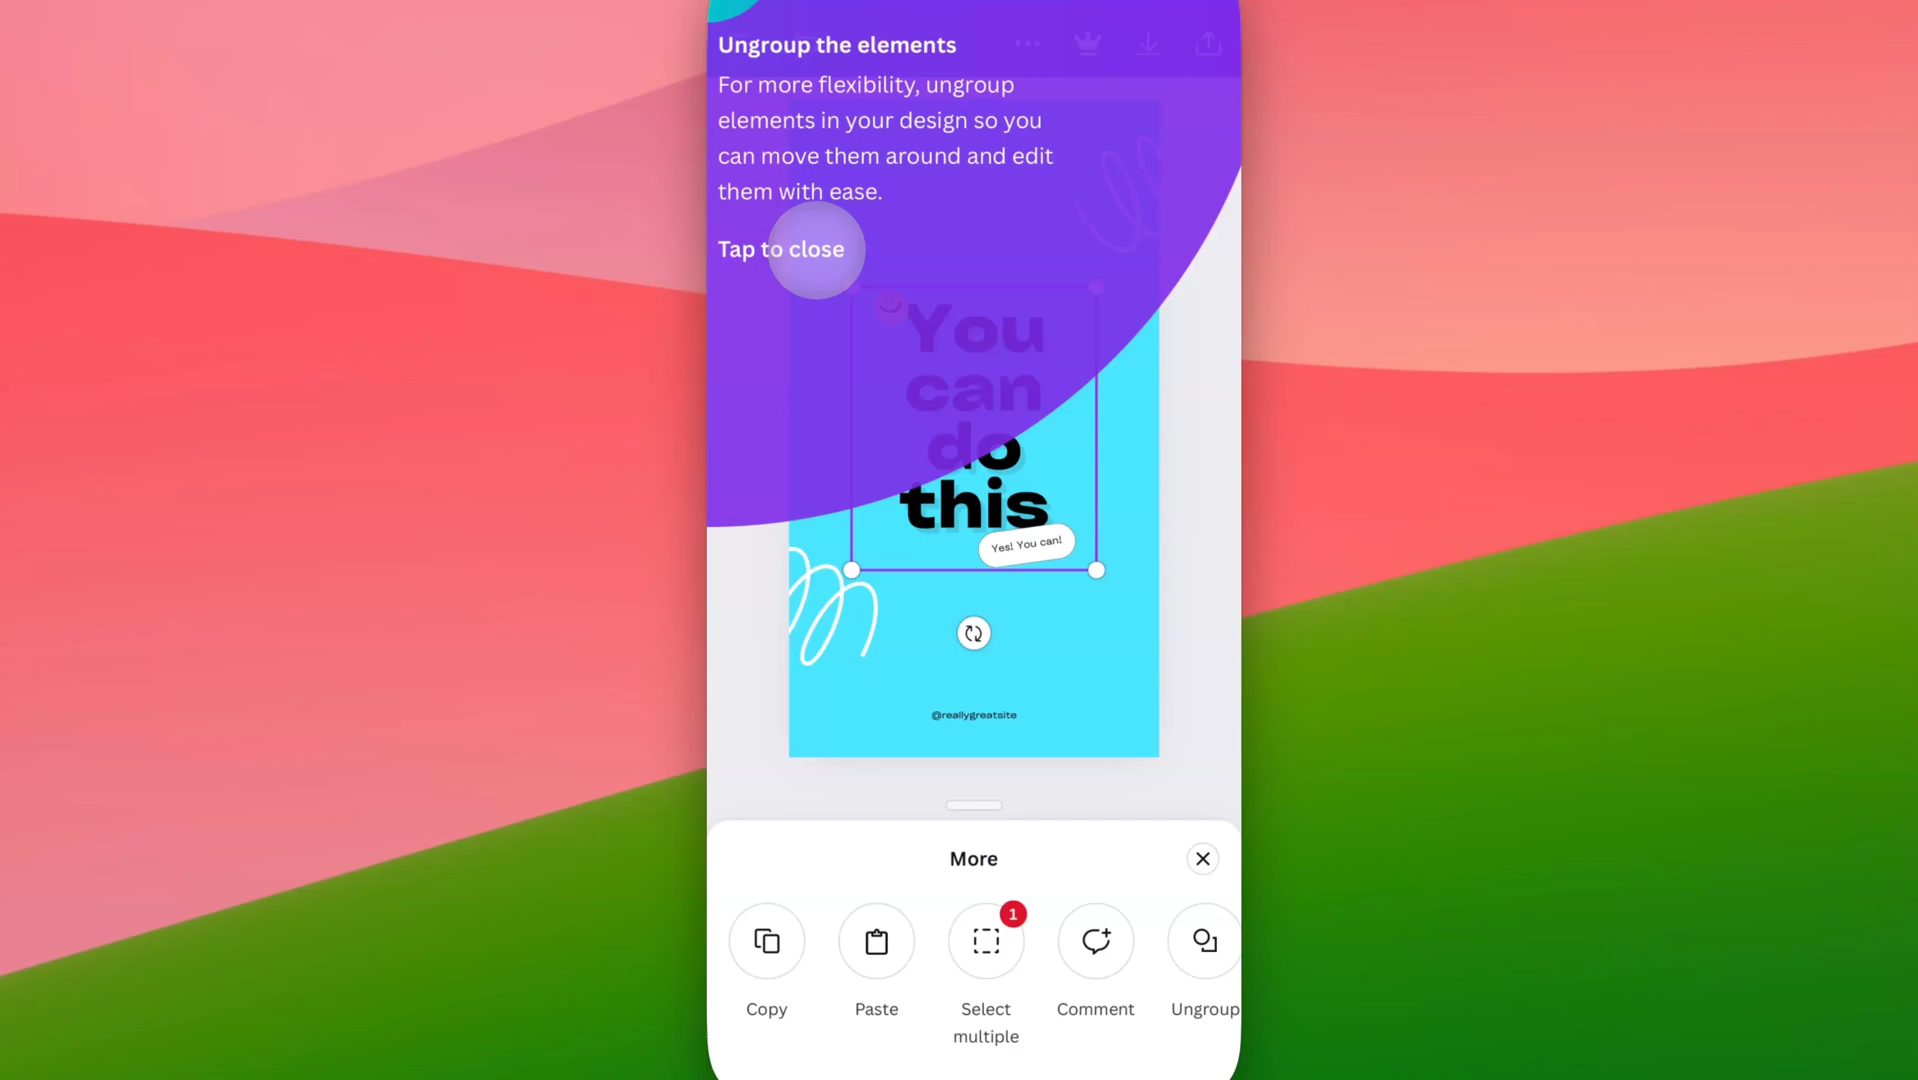 Ungroup the elements
For more flexibility, ungroup
elements in your design so you
can move them around and edit
them with ease.
Tap to close
You
can
do
this
Yes! You can!
@reallygreatsite
More
1
Copy
Paste
Select
multiple
Comment
Ungroup